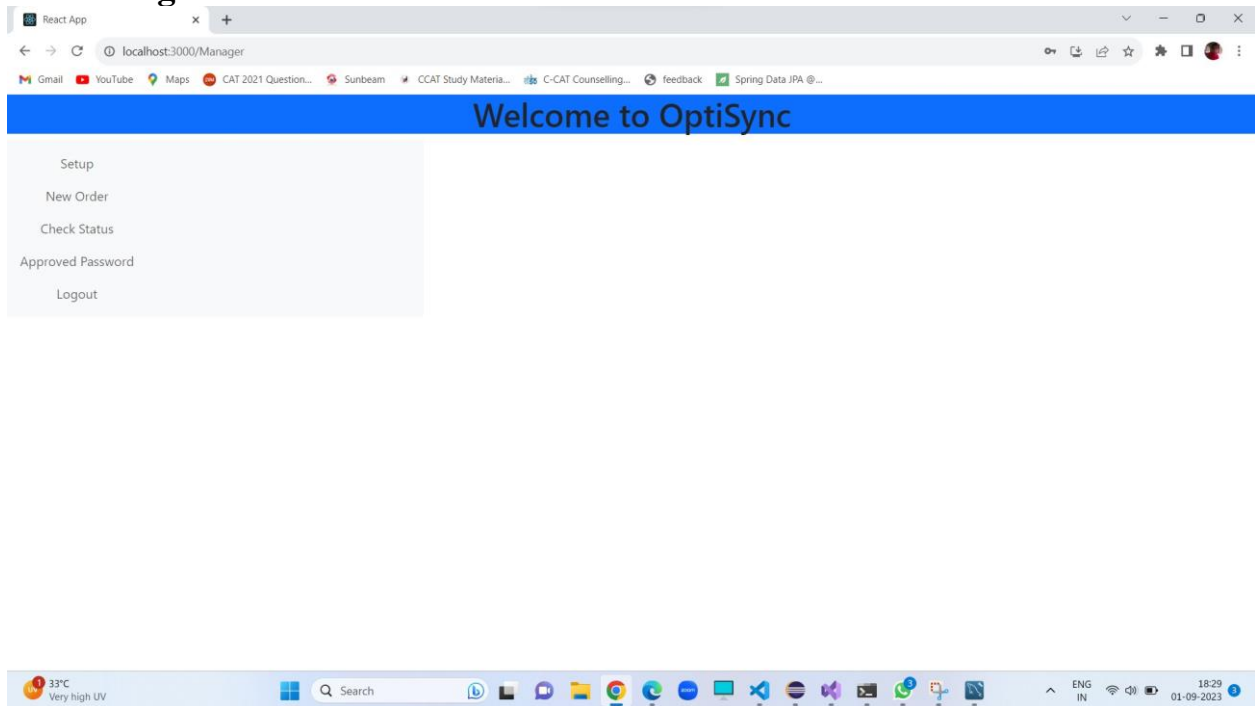 React App
localhost:3000/Manager
Gmail YouTube Maps CAT 2021 Question... Sunbeam CCAT Study Materia... C-CAT Counselling... feedback Spring Data JPA @...
Welcome to OptiSync
Setup
New Order
Check Status
Approved Password
Logout
33°C
Very high UV
Search
ENG
IN
18:29
01-09-2023